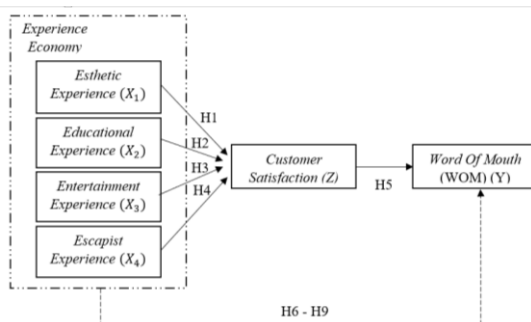 Experience
Economy
Esthetic
Experience (X₁)
Educational
Experience (X₂)
Entertainment
Experience (X₃)
Escapist
Experience (X₄)
H1
H2
H3
H4
Customer
Satisfaction (Z)
H5
Word Of Mouth
(WOM) (Y)
H6 - H9